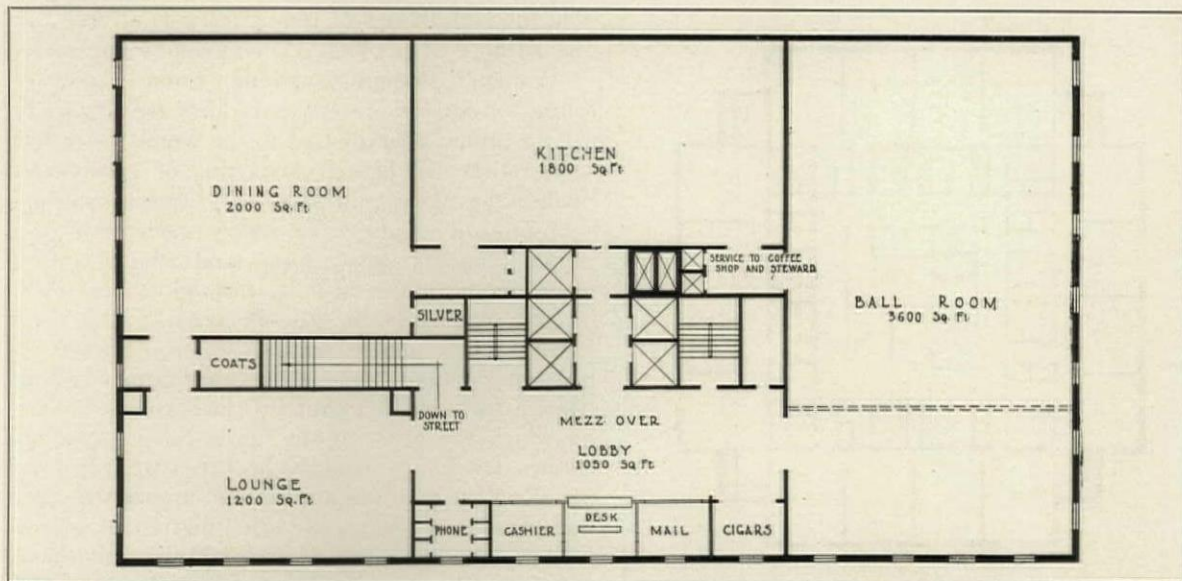 KITCHEN
1800 Sq.Ft.
DINING ROOM
2000 Sq.Ft.
SERVICE TO COFFEE
SHOP AND STEWARD
BALL ROOM
3600 Sq.Ft.
SILVER
COATS
DOWN TO
STREET
MEZZ OVER
LOBBY
1050 Sq.Ft.
LOUNGE
1200 Sq.Ft.
PHONE
CASHIER
DESK
MAIL
CIGARS